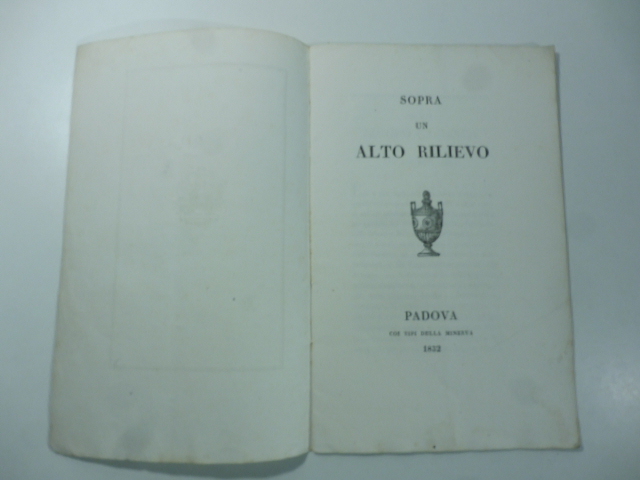 SOPRA
UN
ALTO RILIEVO
PADOVA
COI TIPI DELLA MINERVA
1832